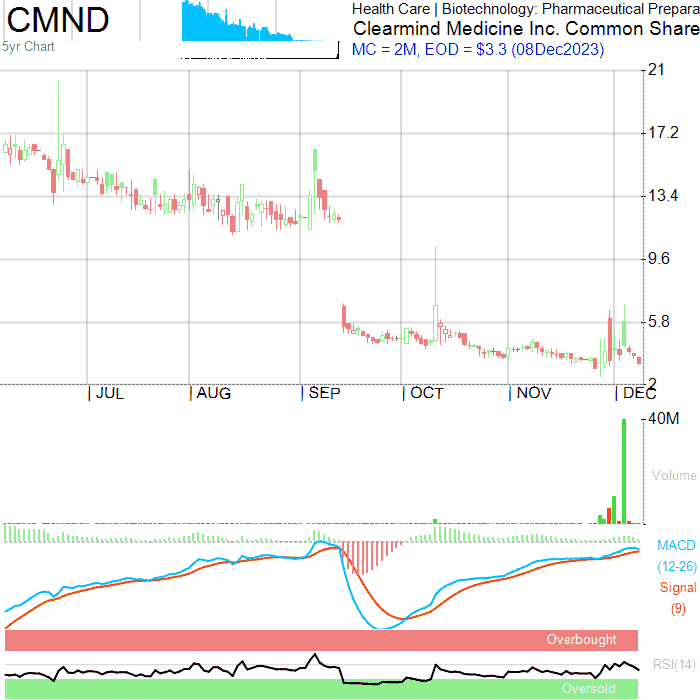 CMND
5yr Chart
Health Care | Biotechnology: Pharmaceutical Prepara
Clearmind Medicine Inc. Common Share
MC = 2M, EOD = $3.3 (08Dec2023)
21
17.2
13.4
9.6
5.8
2
| JUL | AUG | SEP | OCT | NOV | DEC
40M
Volume
MACD
(12-26)
Signal
(9)
Overbought
RSI(14)
Oversold